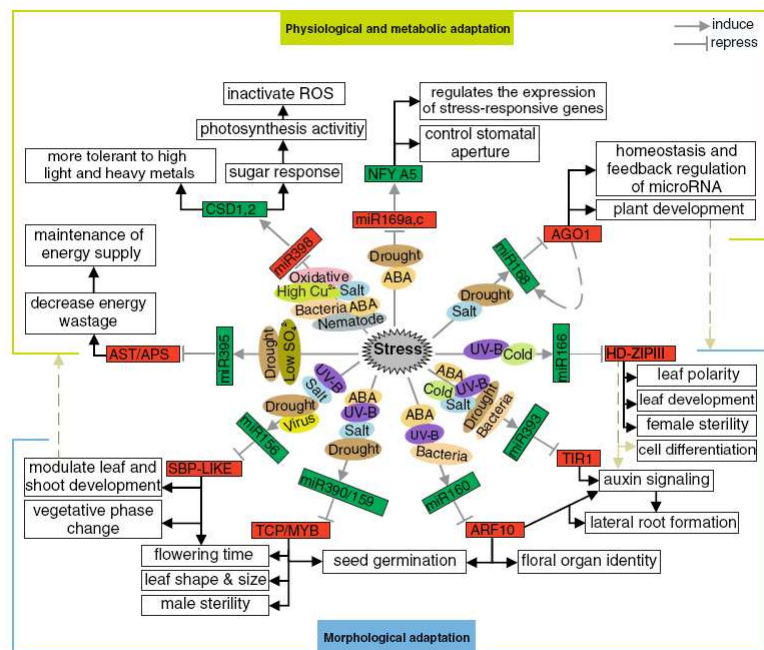 Physiological and metabolic adaptation
induce
repress
inactivate ROS
photosynthesis activitiy
more tolerant to high
light and heavy metals
sugar response
CSD1,2
regulates the expression
of stress-responsive genes
control stomatal
aperture
NFY A5
miR169a,c
homeostasis and
feedback regulation
of microRNA
plant development
AGO1
miR168
miR398
maintenance of
energy supply
decrease energy
wastage
AST/APS
miR395
Oxidative
High Cu²⁺ Salt
Bacteria ABA
Nematode
Drought
ABA
Drought
Salt
Drought
Low SO₄
Stress
UV-B Cold
miR166
HD-ZIPIII
leaf polarity
leaf development
female sterility
cell differentiation
UV-B
Salt
Drought
Virus
miR156
ABA
UV-B
Salt
Drought
miR390/159
ABA
UV-B
Bacteria
miR160
ABA
Cold UV-B
Salt Drought
Bacteria
miR393
TIR1
auxin signaling
lateral root formation
modulate leaf and
shoot development
SBP-LIKE
vegetative phase
change
TCP/MYB
ARF10
flowering time
seed germination
floral organ identity
leaf shape & size
male sterility
Morphological adaptation